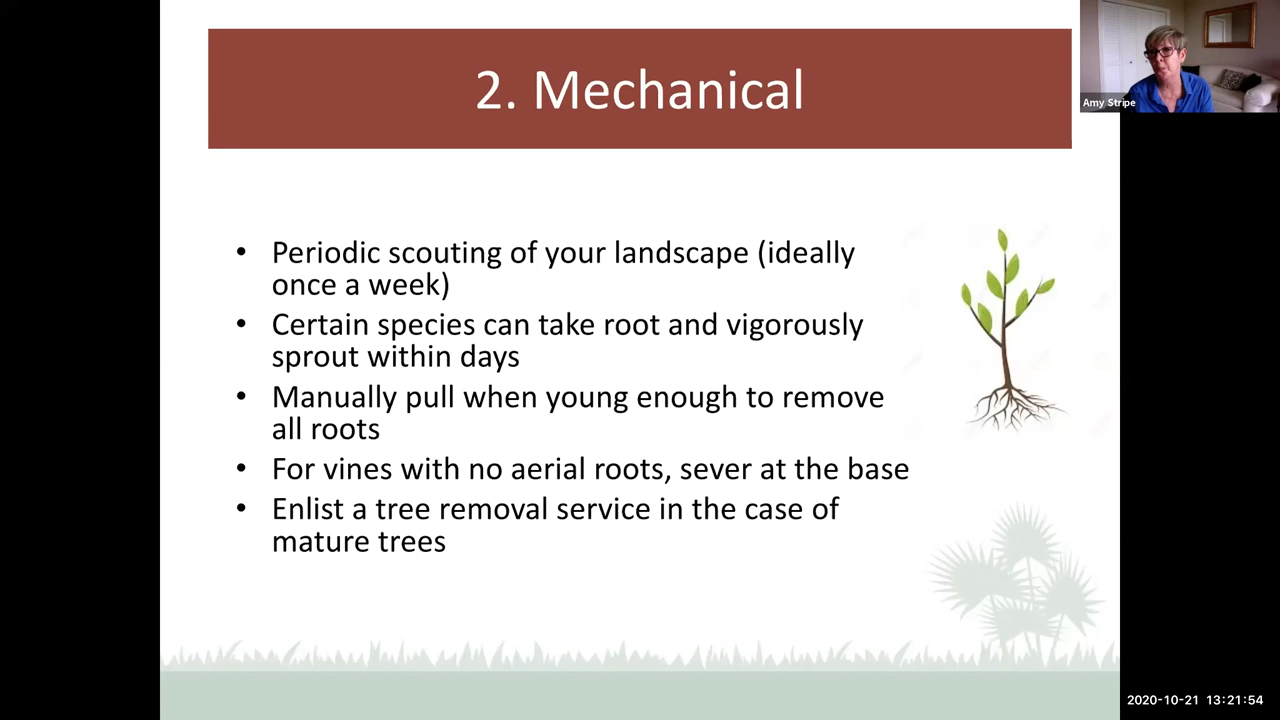 2. Mechanical
Amy Stripe
• Periodic scouting of your landscape (ideally
once a week)
• Certain species can take root and vigorously
sprout within days
• Manually pull when young enough to remove
all roots
• For vines with no aerial roots, sever at the base
• Enlist a tree removal service in the case of
mature trees
2020-10-21 13:21:54